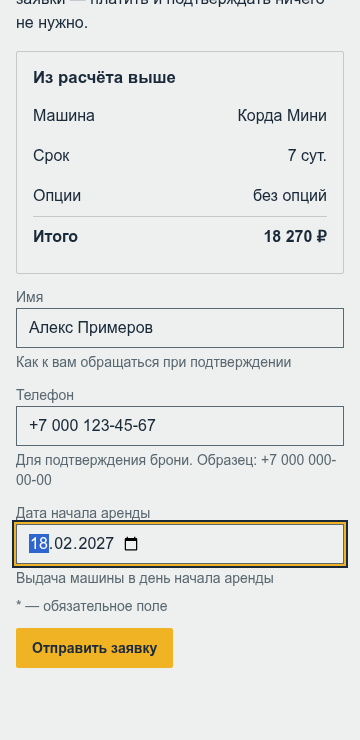 заявки — платить и подтверждать ничего
не нужно.
Из расчёта выше
Машина Корда Мини
Срок 7 сут.
Опции без опций
Итого 18 270 ₽
Имя
Алекс Примеров
Как к вам обращаться при подтверждении
Телефон
+7 000 123-45-67
Для подтверждения брони. Образец: +7 000 000-
00-00
Дата начала аренды
18.02.2027
Выдача машины в день начала аренды
* — обязательное поле
Отправить заявку